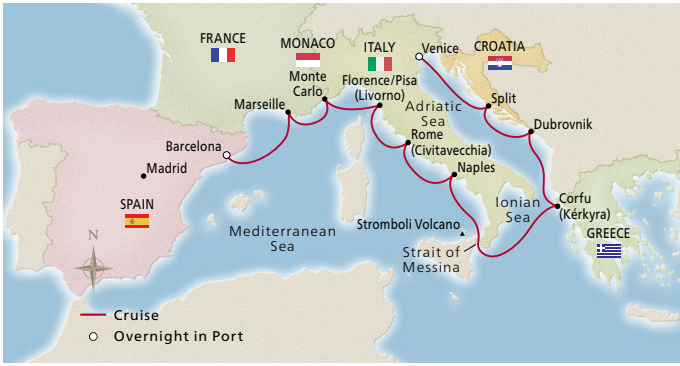 FRANCE
MONACO
ITALY
Venice
CROATIA
Monte
Carlo
Florence/Pisa
(Livorno)
Marseille
Adriatic
Sea
Split
Dubrovnik
Barcelona
Rome
(Civitavecchia)
Madrid
Naples
SPAIN
Ionian
Sea
Corfu
(Kérkyra)
Stromboli Volcano
Mediterranean
Sea
GREECE
Strait of
Messina
N
Cruise
Overnight in Port